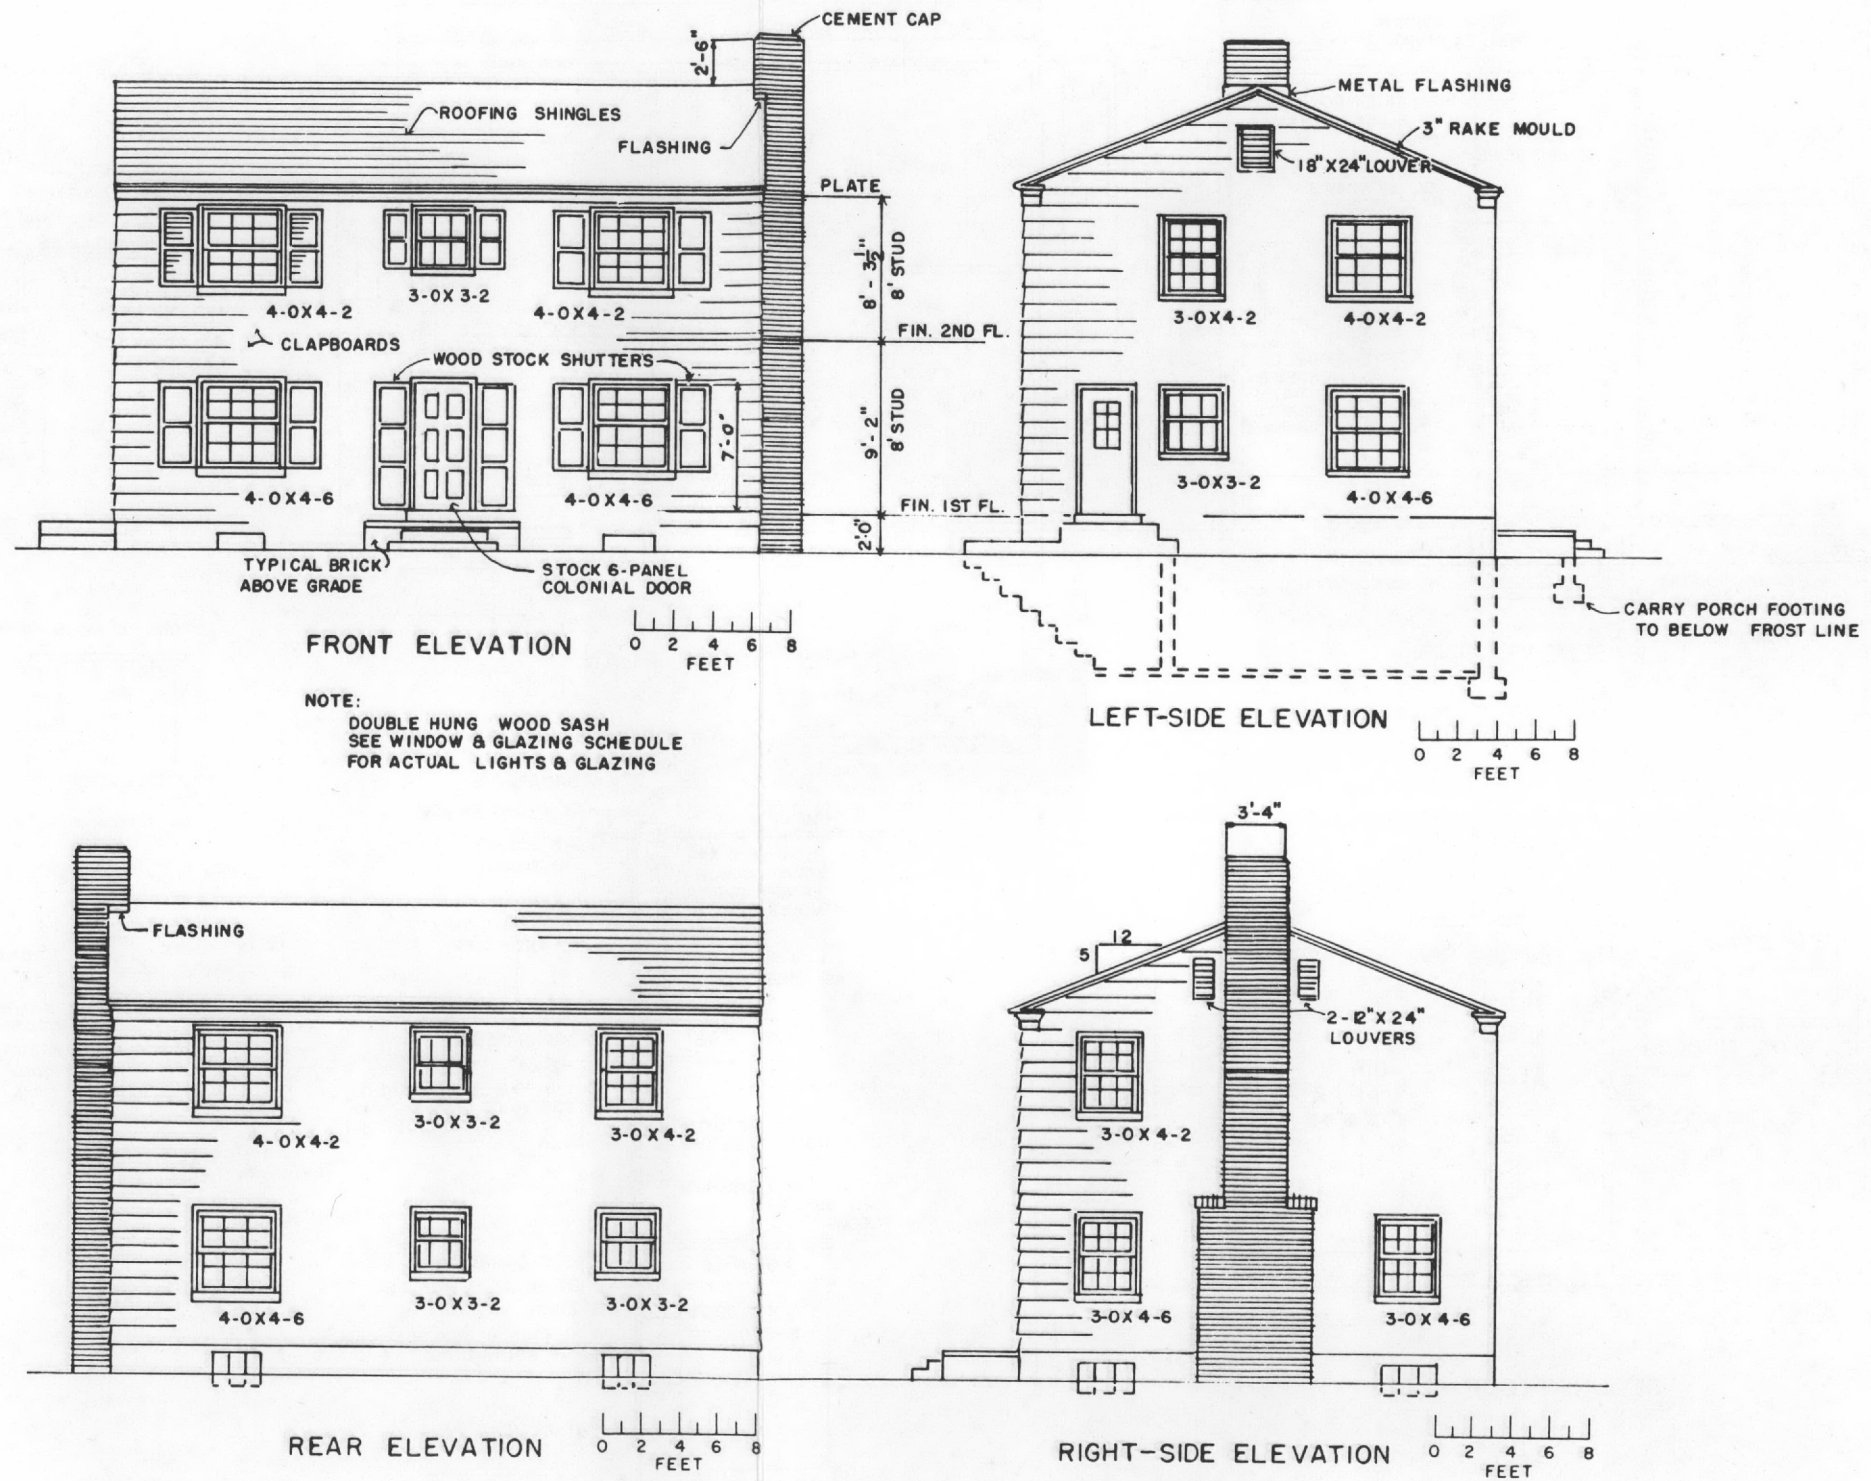 CEMENT CAP
2'-6"
ROOFING SHINGLES
FLASHING
PLATE
8'-3 1/2"
8' STUD
3-0X3-2
4-0X4-2
4-0X4-2
FIN. 2ND FL.
CLAPBOARDS
WOOD STOCK SHUTTERS
9'-2"
8' STUD
7'-0"
4-0X4-6
4-0X4-6
FIN. 1ST FL.
2'-0"
TYPICAL BRICK
ABOVE GRADE
STOCK 6-PANEL
COLONIAL DOOR
FRONT ELEVATION
0 2 4 6 8
FEET
NOTE:
DOUBLE HUNG WOOD SASH
SEE WINDOW & GLAZING SCHEDULE
FOR ACTUAL LIGHTS & GLAZING
METAL FLASHING
3" RAKE MOULD
18"X24" LOUVER
3-0X4-2
4-0X4-2
3-0X3-2
4-0X4-6
CARRY PORCH FOOTING
TO BELOW FROST LINE
LEFT-SIDE ELEVATION
0 2 4 6 8
FEET
FLASHING
4-0X4-2
3-0X3-2
3-0X4-2
4-0X4-6
3-0X3-2
3-0X3-2
REAR ELEVATION
0 2 4 6 8
FEET
3'-4"
12
5
2-12"X24"
LOUVERS
3-0X4-2
3-0X4-6
3-0X4-6
RIGHT-SIDE ELEVATION
0 2 4 6 8
FEET